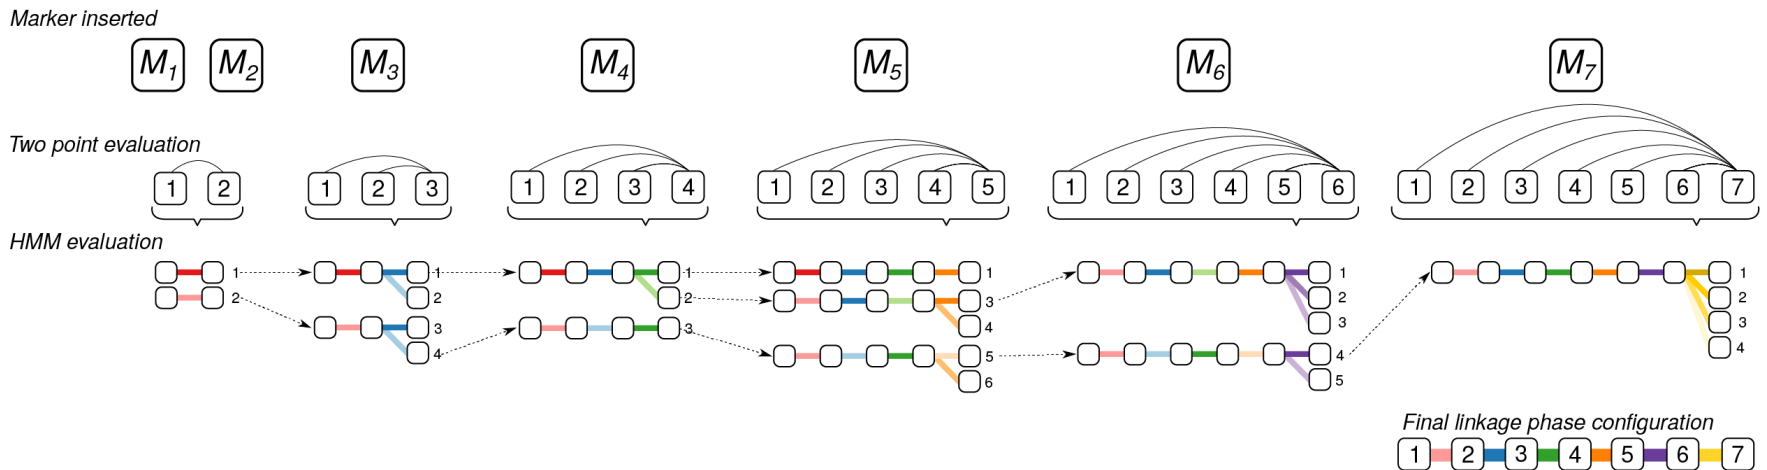 Marker inserted
M1 M2 M3 M4 M5 M6 M7
Two point evaluation
1 2 1 2 3 1 2 3 4 1 2 3 4 5 1 2 3 4 5 6 1 2 3 4 5 6 7
HMM evaluation
1 1 1 1 1 1
2 2 2 3 2 2
3 3 4 3 3
4 5 4 4
6 5
Final linkage phase configuration
1 2 3 4 5 6 7